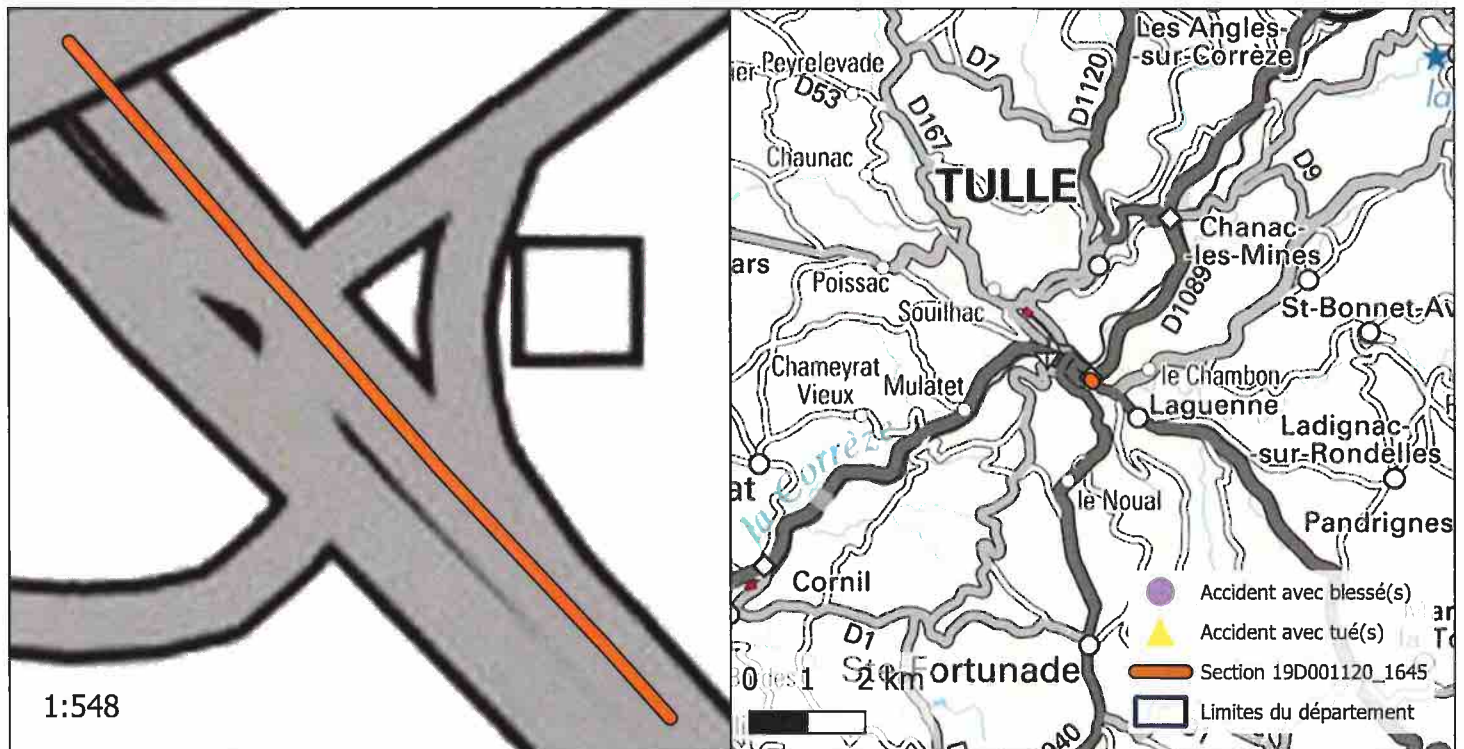 1:548
Les Angles-
-sur-Corrèze
Peyrelevade
D7
D53
D1120
D167
la
Chaunac
D9
TULLE
Chanac-
-les-Mines
ars
Poissac
D1089
Souilhac
St-Bonnet-Av
Chameyrat
Vieux
Mulatet
le Chambon
Laguenne
Ladignac-
-sur-Rondelles
la Corrèze
at
le Noual
Pandrignes
Cornil
D1
Ste Fortunade
0 1 2 km
040
Accident avec blessé(s)
Accident avec tué(s)
Section 19D001120_1645
Limites du département